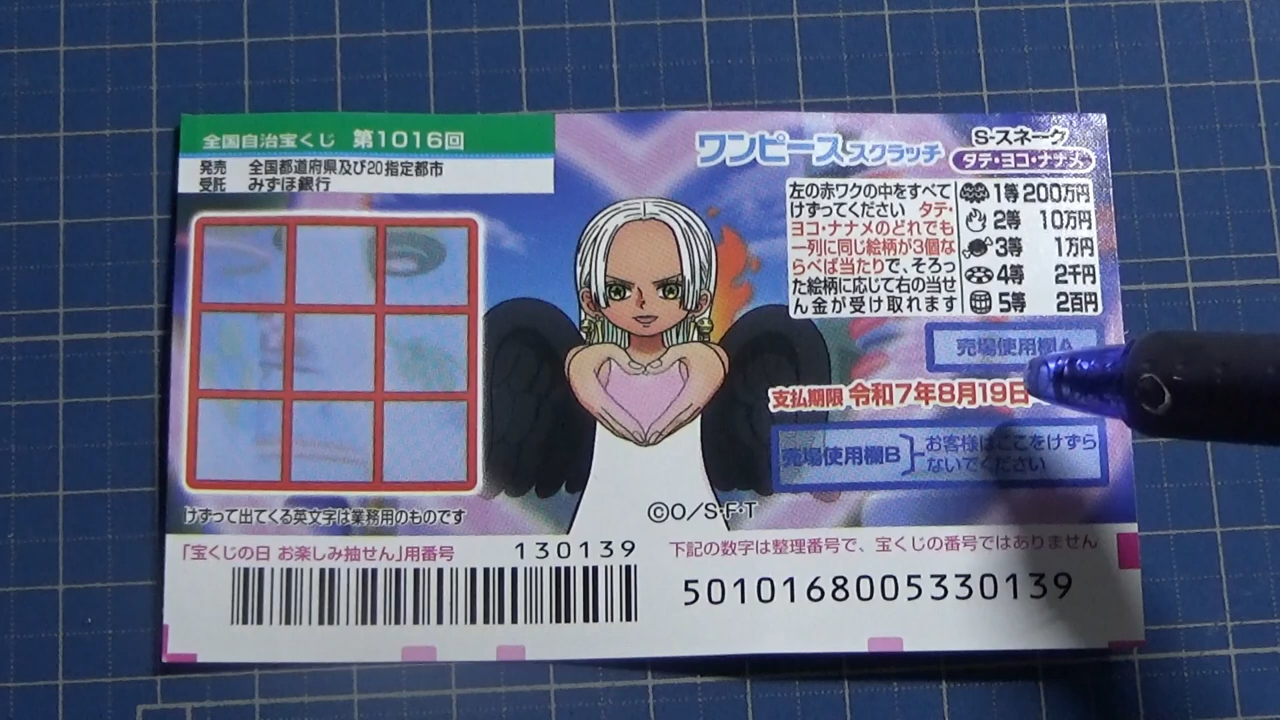 全国自治宝くじ 第1016回
発売 全国都道府県及び20指定都市
受託 みずほ銀行
ワンピーススクラッチ
S-スネーク
タテ・ヨコ・ナナメ
左の赤ワクの中をすべて
けずってください タテ・
ヨコ・ナナメのどれでも
一列に同じ絵柄が3個な
らべば当たりで、そろっ
た絵柄に応じて右の当せ
ん金が受け取れます
1等 200万円
2等 10万円
3等 1万円
4等 2千円
5等 2百円
売場使用欄A
支払期限 令和7年8月19日
売場使用欄B
お客様はここをけずら
ないでください
©O/S・F・T
けずって出てくる英文字は業務用のものです
「宝くじの日 お楽しみ抽せん」用番号 130139
下記の数字は整理番号で、宝くじの番号ではありません
5010168005330139